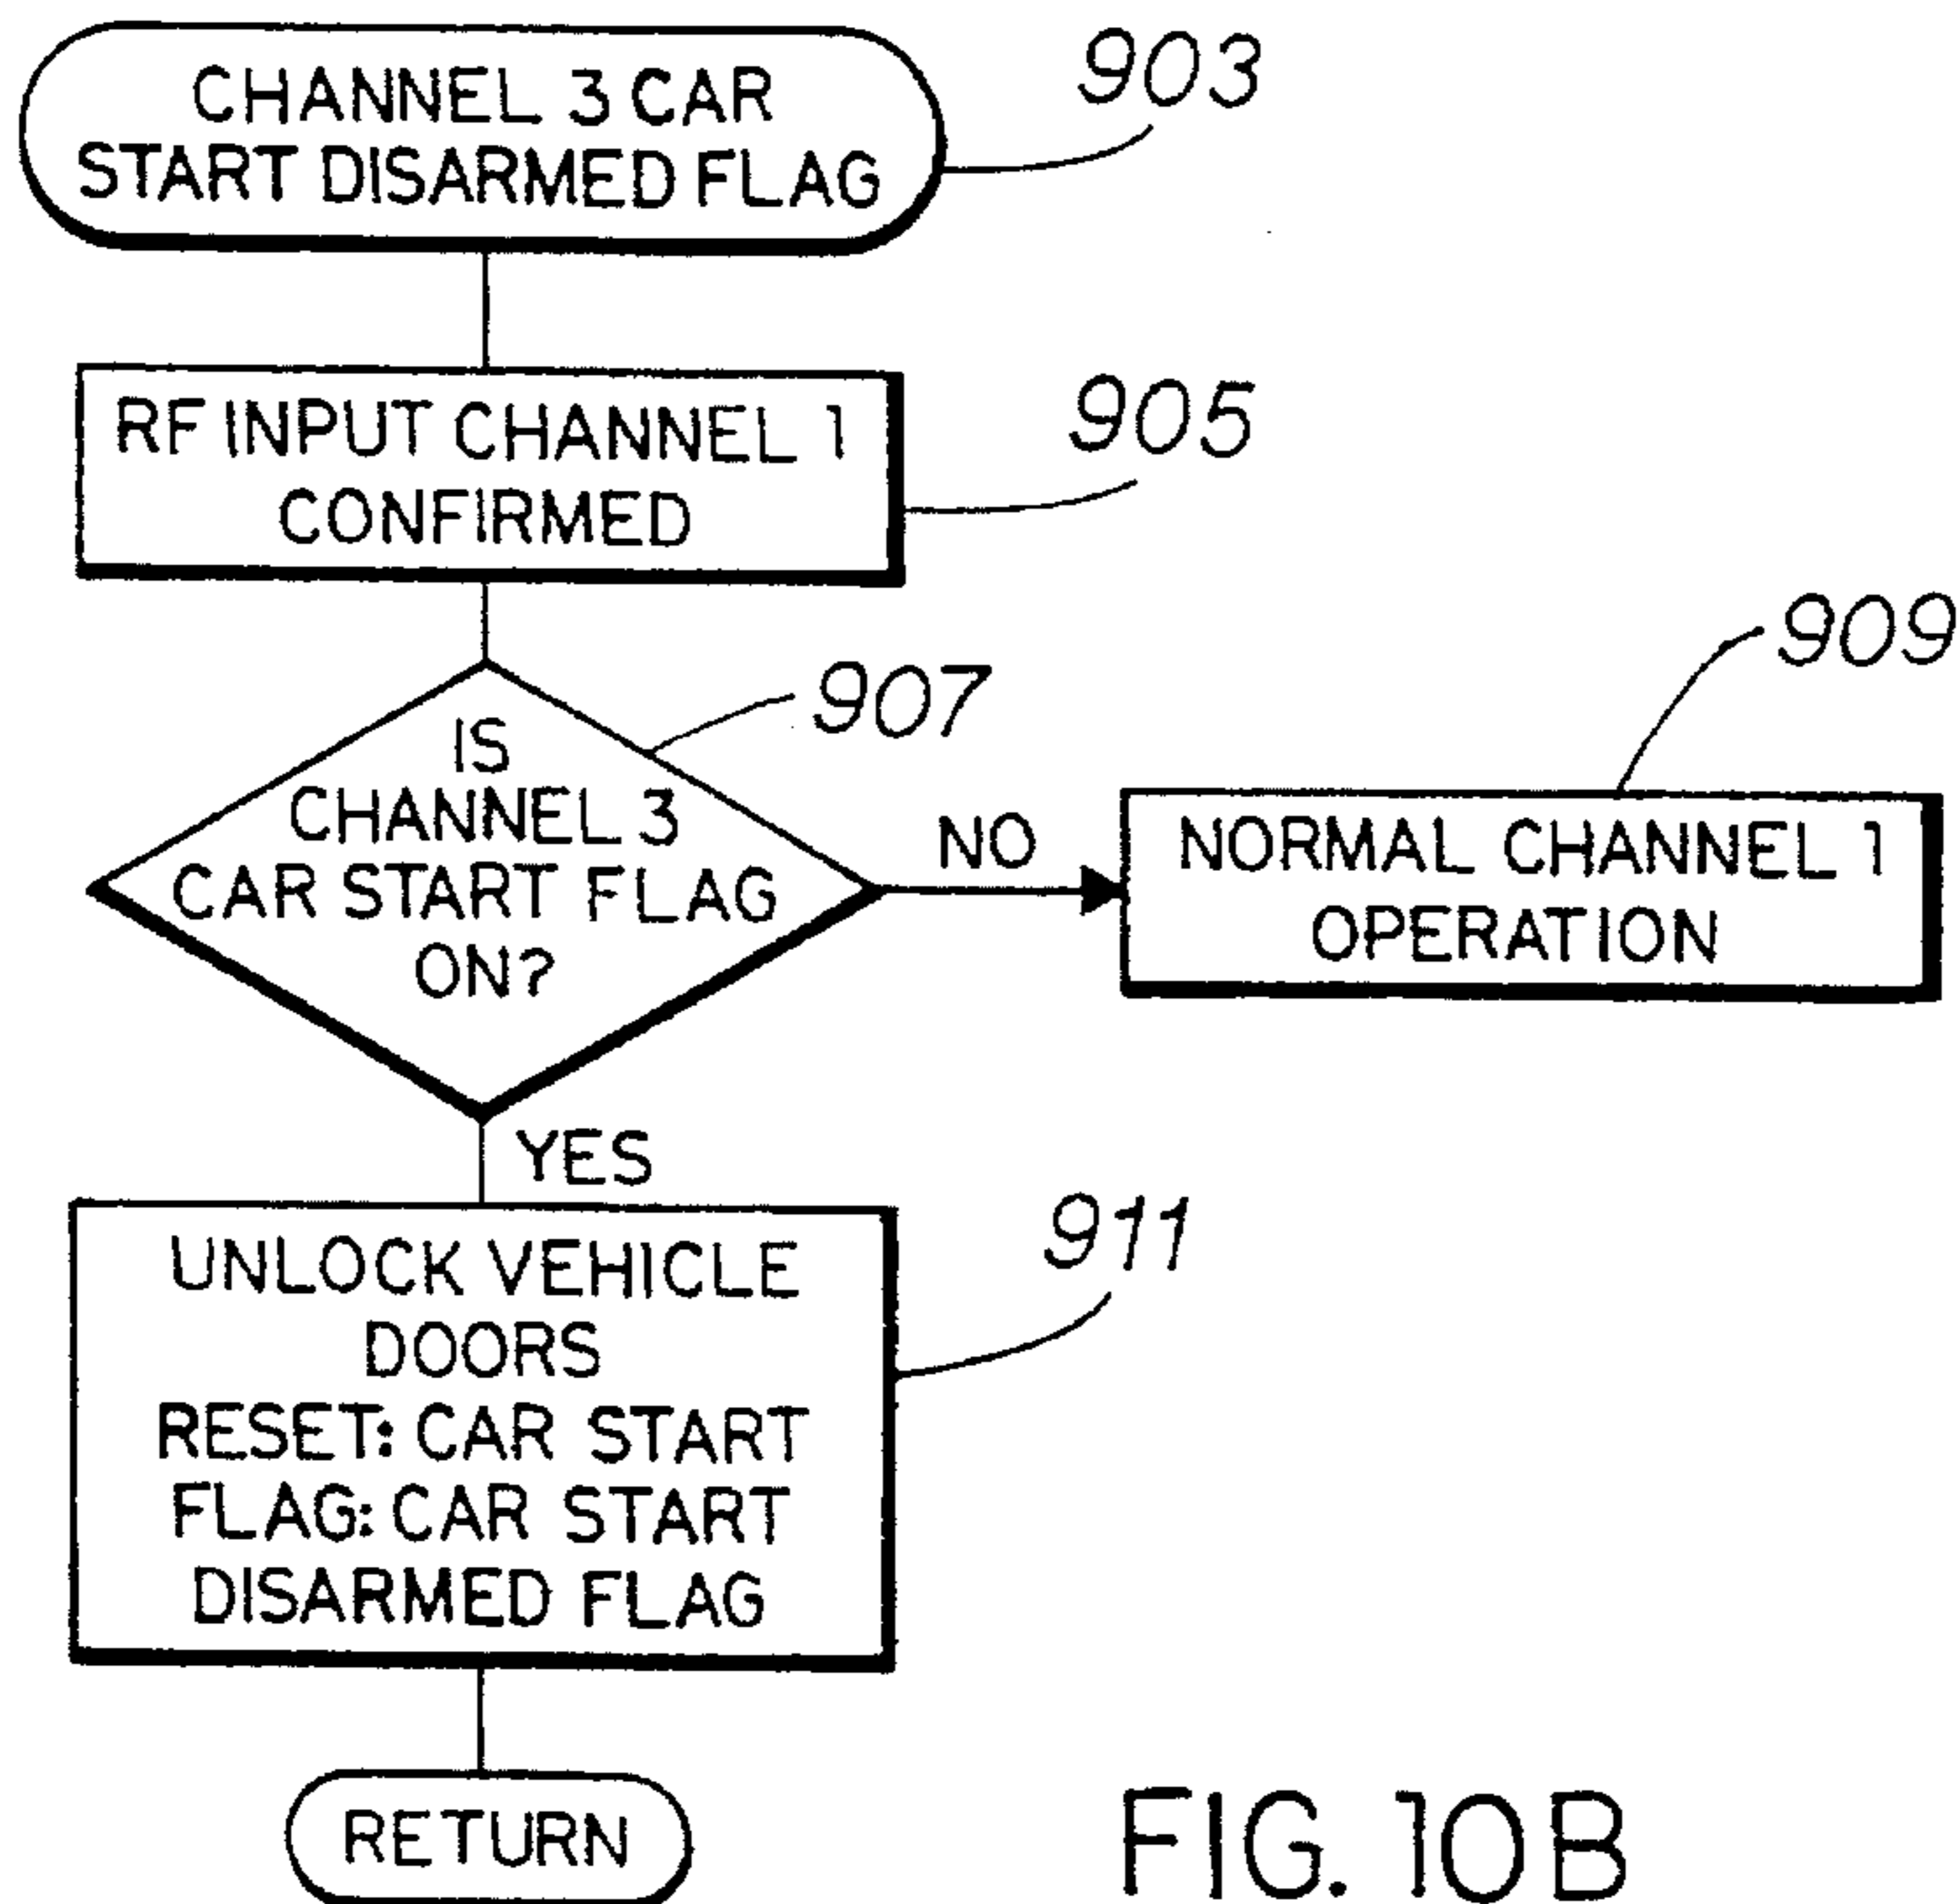 CHANNEL 3 CAR
START DISARMED FLAG
903
RF INPUT CHANNEL 1
CONFIRMED
905
907
IS
CHANNEL 3
CAR START FLAG
ON?
909
NO
NORMAL CHANNEL 1
OPERATION
YES
911
UNLOCK VEHICLE
DOORS
RESET: CAR START
FLAG: CAR START
DISARMED FLAG
RETURN
FIG. 10B